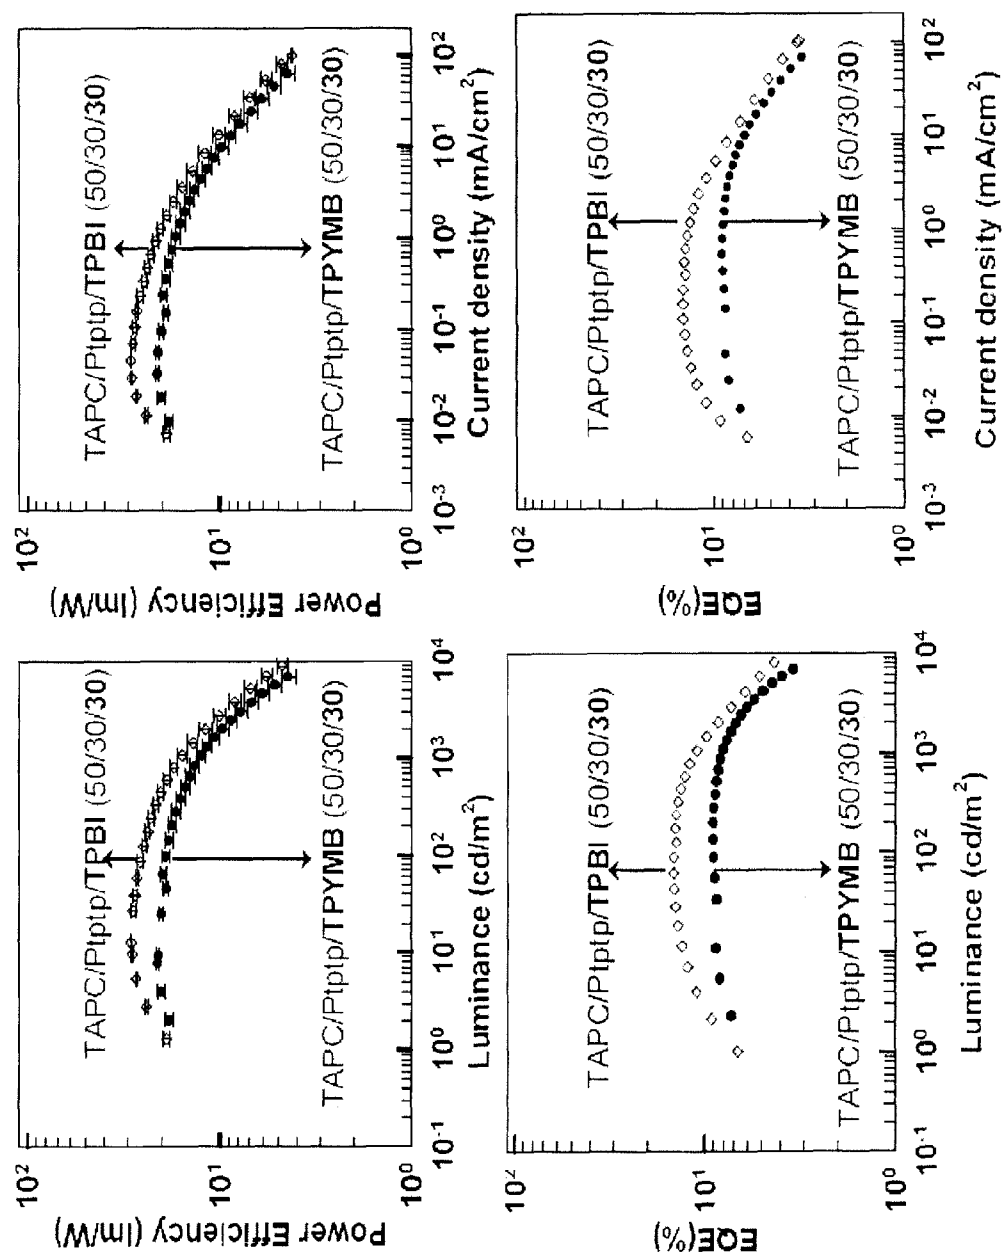 Power Efficiency (lm/W)
10²
10¹
10⁰
TAPC/Ptptp/TPBI (50/30/30)
TAPC/Ptptp/TPYMB (50/30/30)
10⁻¹ 10⁰ 10¹ 10² 10³ 10⁴
Luminance (cd/m²)
Power Efficiency (lm/W)
10²
10¹
10⁰
TAPC/Ptptp/TPBI (50/30/30)
TAPC/Ptptp/TPYMB (50/30/30)
10⁻³ 10⁻² 10⁻¹ 10⁰ 10¹ 10²
Current density (mA/cm²)
EQE(%)
10²
10¹
10⁰
TAPC/Ptptp/TPBI (50/30/30)
TAPC/Ptptp/TPYMB (50/30/30)
10⁻¹ 10⁰ 10¹ 10² 10³ 10⁴
Luminance (cd/m²)
EQE(%)
10²
10¹
10⁰
TAPC/Ptptp/TPBI (50/30/30)
TAPC/Ptptp/TPYMB (50/30/30)
10⁻³ 10⁻² 10⁻¹ 10⁰ 10¹ 10²
Current density (mA/cm²)